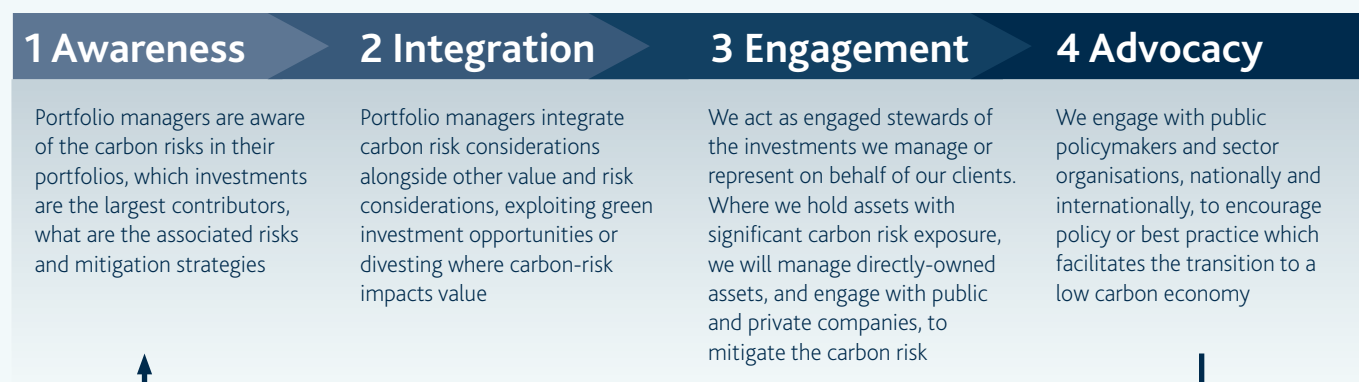 1 Awareness
Portfolio managers are aware
of the carbon risks in their
portfolios, which investments
are the largest contributors,
what are the associated risks
and mitigation strategies
2 Integration
Portfolio managers integrate
carbon risk considerations
alongside other value and risk
considerations, exploiting green
investment opportunities or
divesting where carbon-risk
impacts value
3 Engagement
We act as engaged stewards of
the investments we manage or
represent on behalf of our clients.
Where we hold assets with
significant carbon risk exposure,
we will manage directly-owned
assets, and engage with public
and private companies, to
mitigate the carbon risk
4 Advocacy
We engage with public
policymakers and sector
organisations, nationally and
internationally, to encourage
policy or best practice which
facilitates the transition to a
low carbon economy